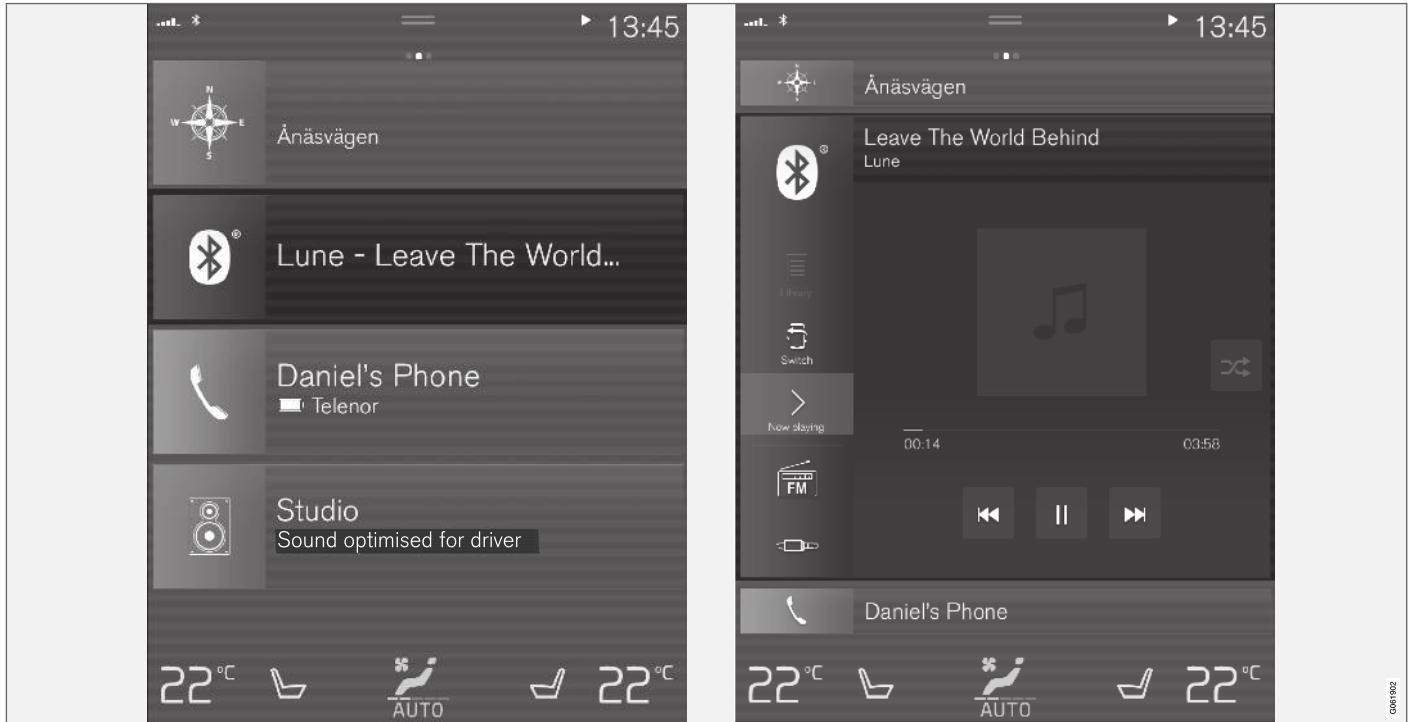 13:45
N
W E
S
Ånäsvägen
®
Lune - Leave The World...
Daniel's Phone
Telenor
Studio
Sound optimised for driver
22°C
AUTO
22°C
13:45
Ånäsvägen
®
Leave The World Behind
Lune
Library
Switch
Now playing
00:14
03:58
FM
Daniel's Phone
22°C
AUTO
22°C
G061902